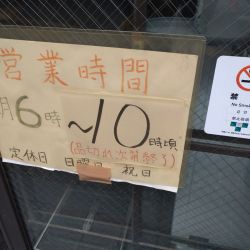 営業時間
月6時~10時頃
(品切れ次第終了)
定休日 日曜日 祝日
禁
No Smoking